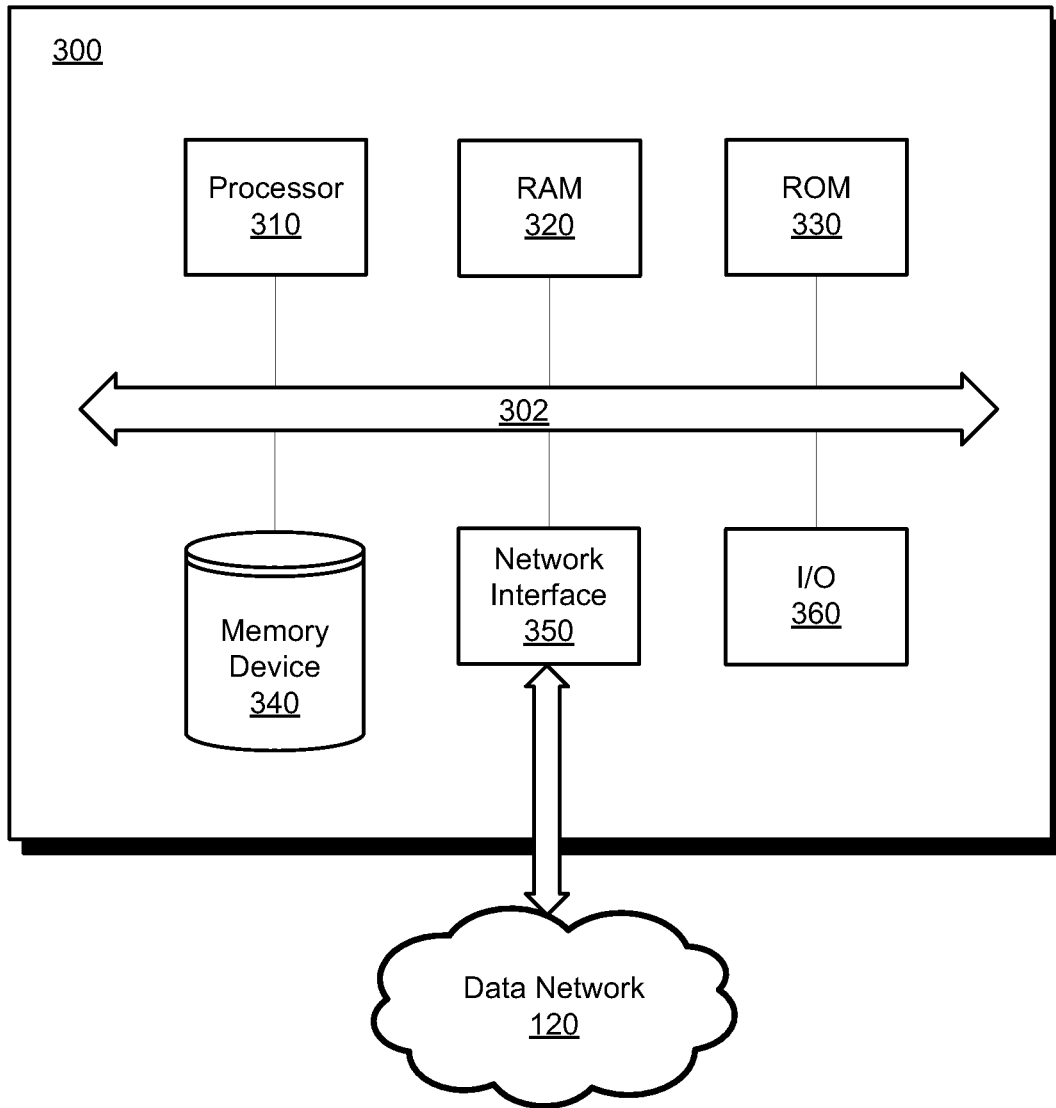 300
Processor
310
RAM
320
ROM
330
302
Memory
Device
340
Network
Interface
350
I/O
360
Data Network
120